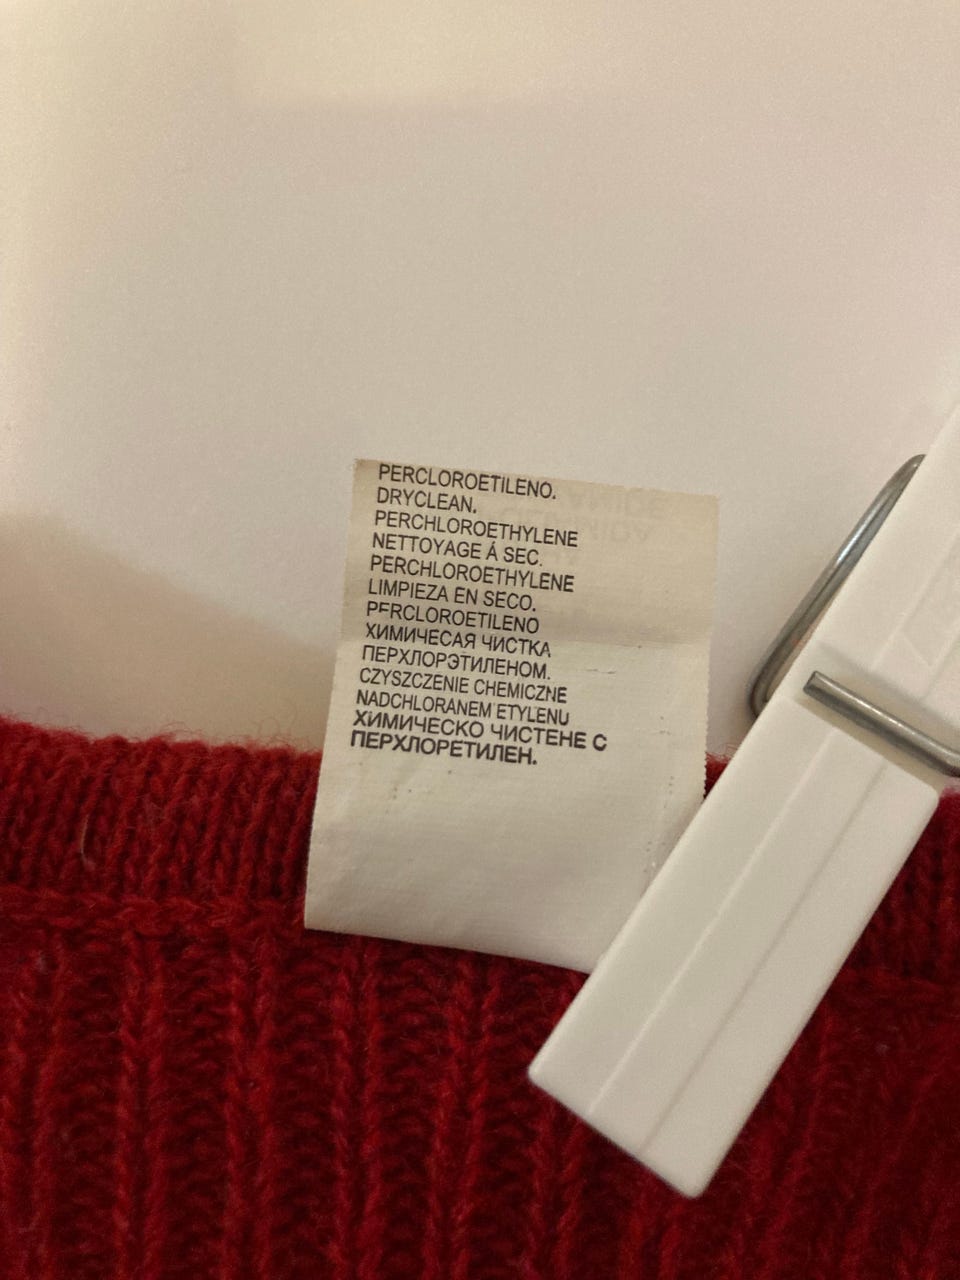 PERCLOROETILENO.
DRYCLEAN.
PERCHLOROETHYLENE
NETTOYAGE Á SEC.
PERCHLOROETHYLENE
LIMPIEZA EN SECO.
PERCLOROETILENO
ХИМИЧЕСАЯ ЧИСТКА
ПЕРХЛОРЭТИЛЕНОМ.
CZYSZCZENIE CHEMICZNE
NADCHLORANEM ETYLENU
ХИМИЧЕСКО ЧИСТЕНЕ С
ПЕРХЛОРЕТИЛЕН.